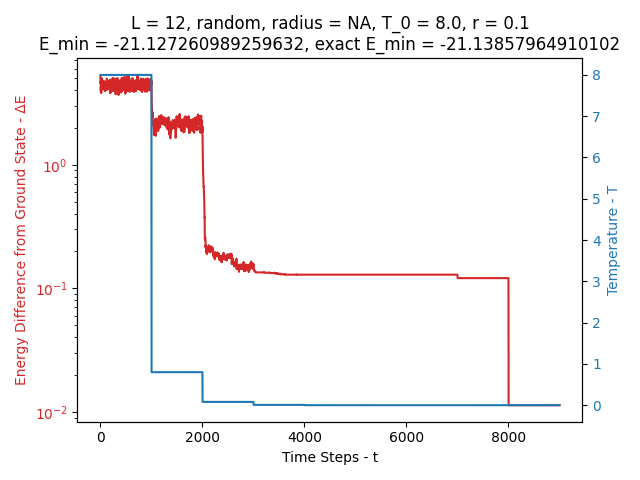 L = 12, random, radius = NA, T_0 = 8.0, r = 0.1
E_min = -21.127260989259632, exact E_min = -21.13857964910102
Energy Difference from Ground State - ΔE
10⁰
10⁻¹
10⁻²
8
7
6
5
4
3
2
1
0
Temperature - T
0 2000 4000 6000 8000
Time Steps - t